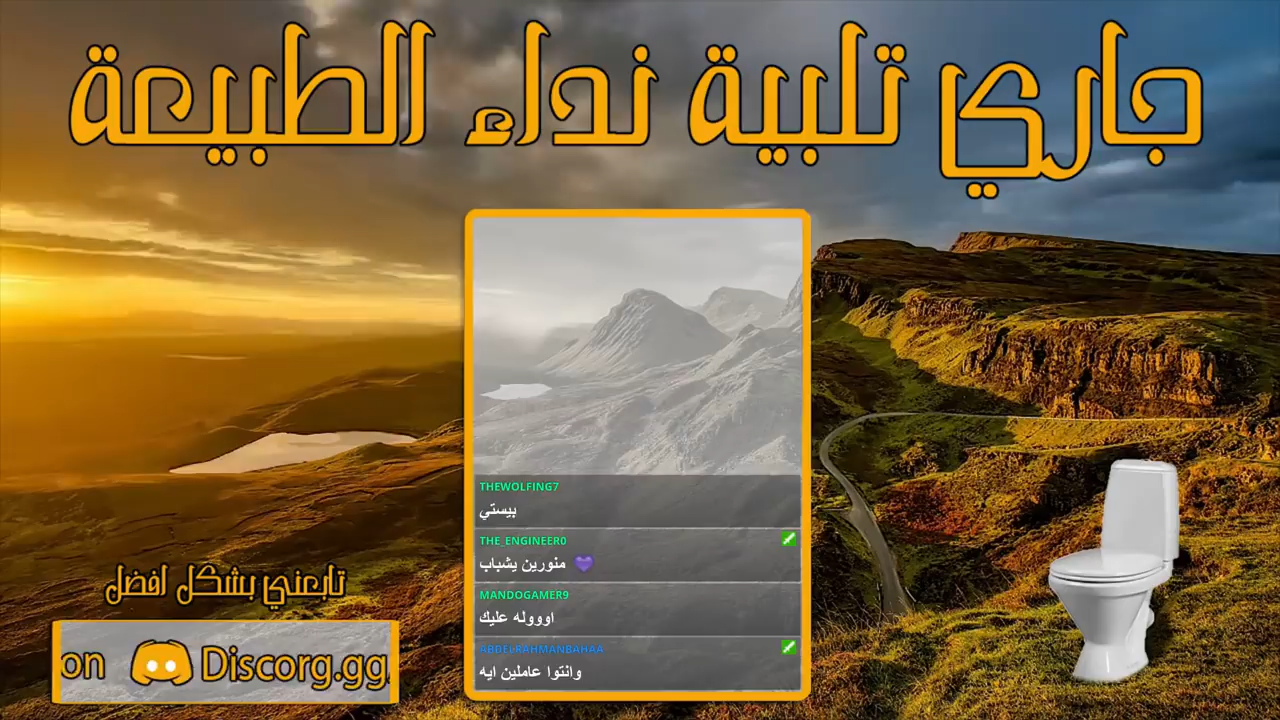 جاري تلبية نداء الطبيعة
THEWOLFING7
بيستي
THE_ENGINEER0
منورين يشباب 💜
MANDOGAMER9
اوووله عليك
ABDELRAHMANBAHAA
وانتوا عاملين ايه
تابعني بشكل افضل
on Discorg.gg